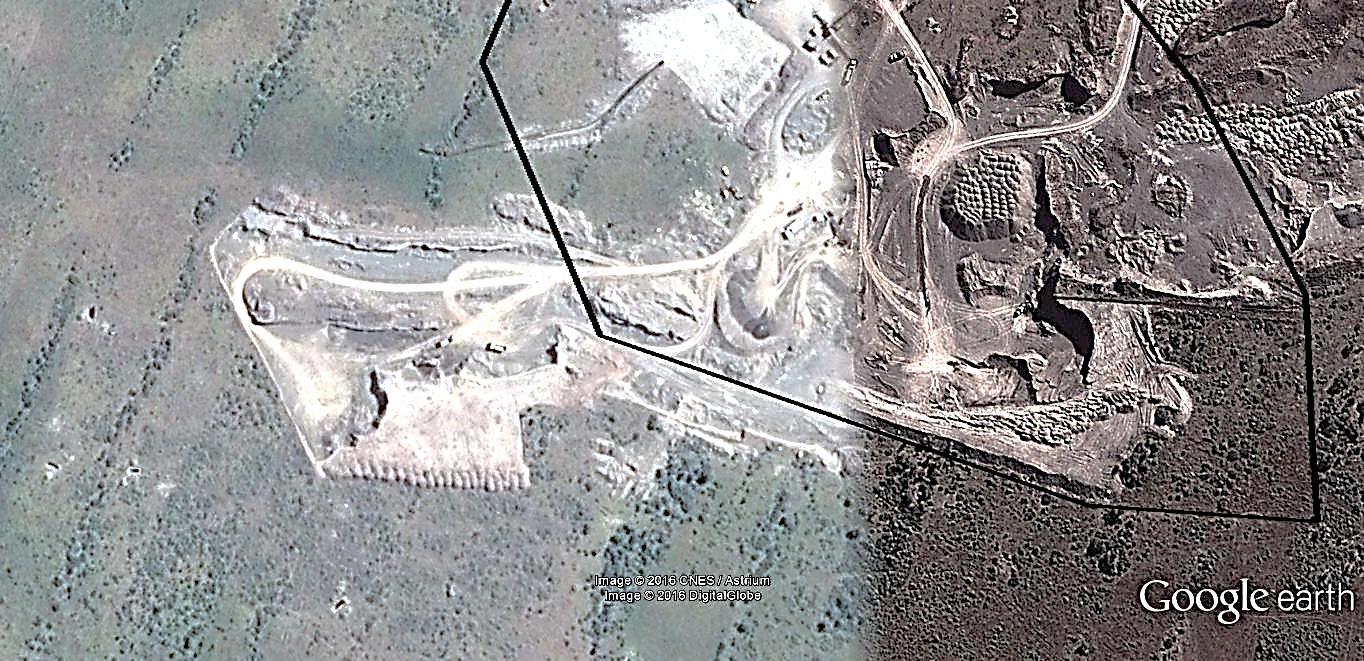 Image © 2016 CNES / Astrium
Image © 2016 DigitalGlobe
Google earth